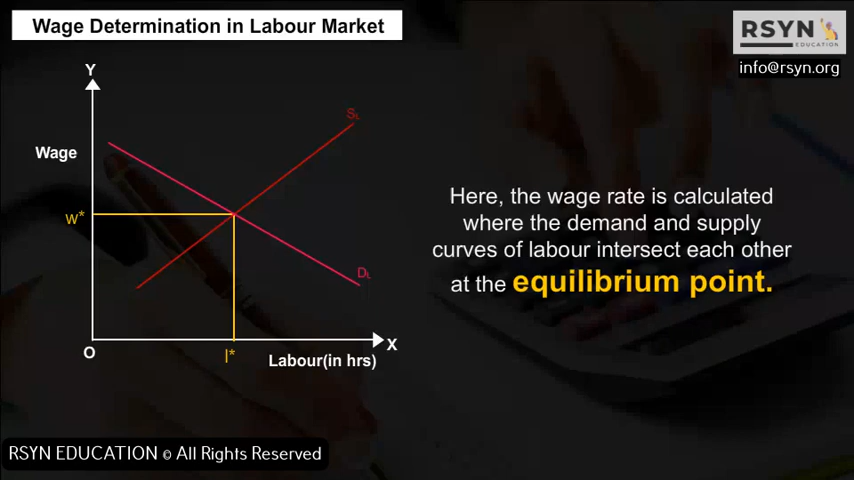 Wage Determination in Labour Market
RSYN
EDUCATION
info@rsyn.org
Y
Wage
W*
SL
DL
O
l*
Labour(in hrs)
X
Here, the wage rate is calculated
where the demand and supply
curves of labour intersect each other
at the equilibrium point.
RSYN EDUCATION © All Rights Reserved